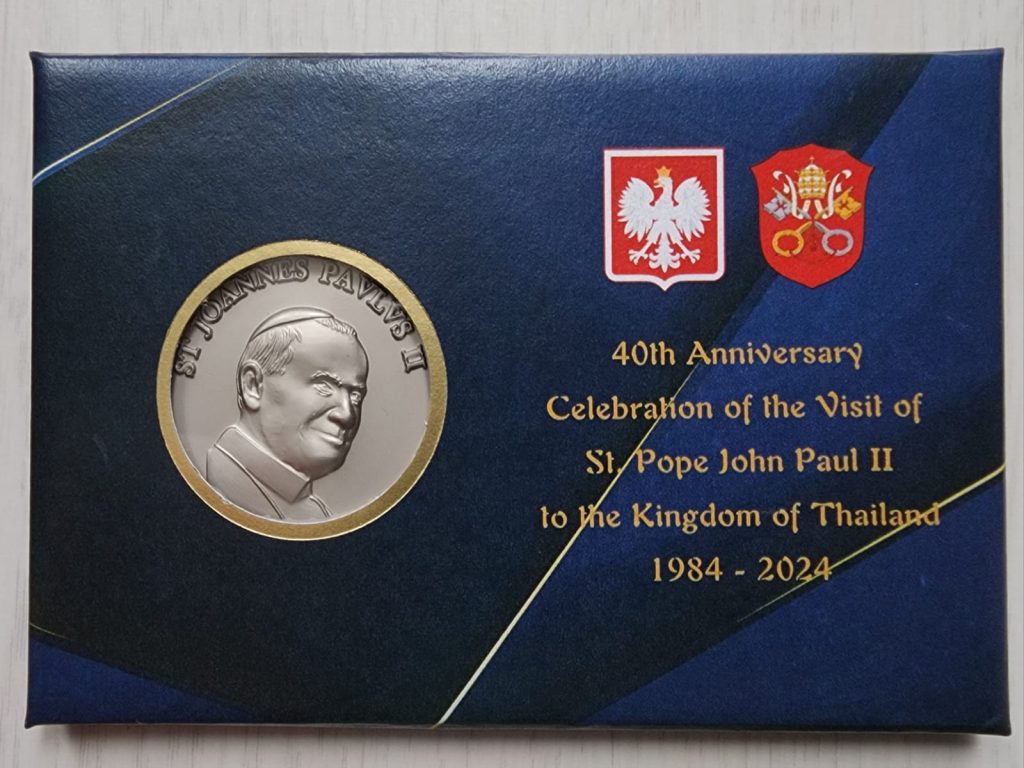 ST JOANNES PAVLVS II
40th Anniversary
Celebration of the Visit of
St. Pope John Paul II
to the Kingdom of Thailand
1984 - 2024